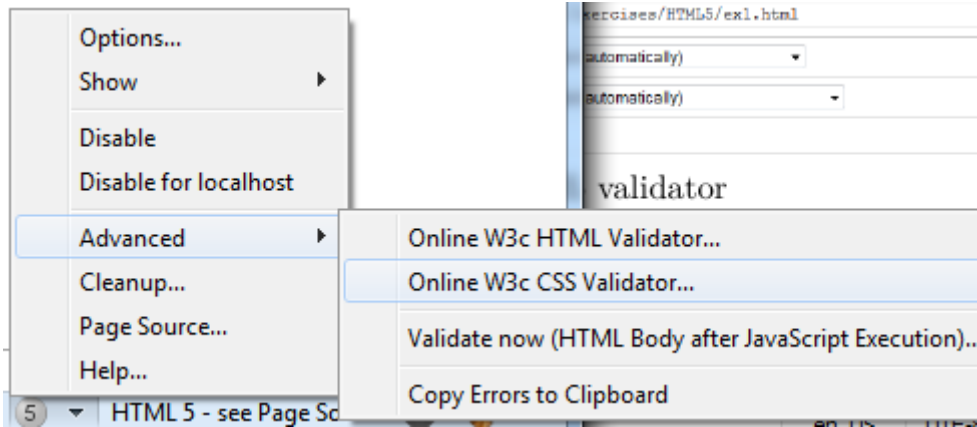 Options...
Show
Disable
Disable for localhost
Advanced
Cleanup...
Page Source...
Help...
5 HTML 5 - see Page
Online W3c HTML Validator...
Online W3c CSS Validator...
Validate now (HTML Body after JavaScript Execution)..
Copy Errors to Clipboard
xercises/HTML5/ex1.html
automatically)
automatically)
validator